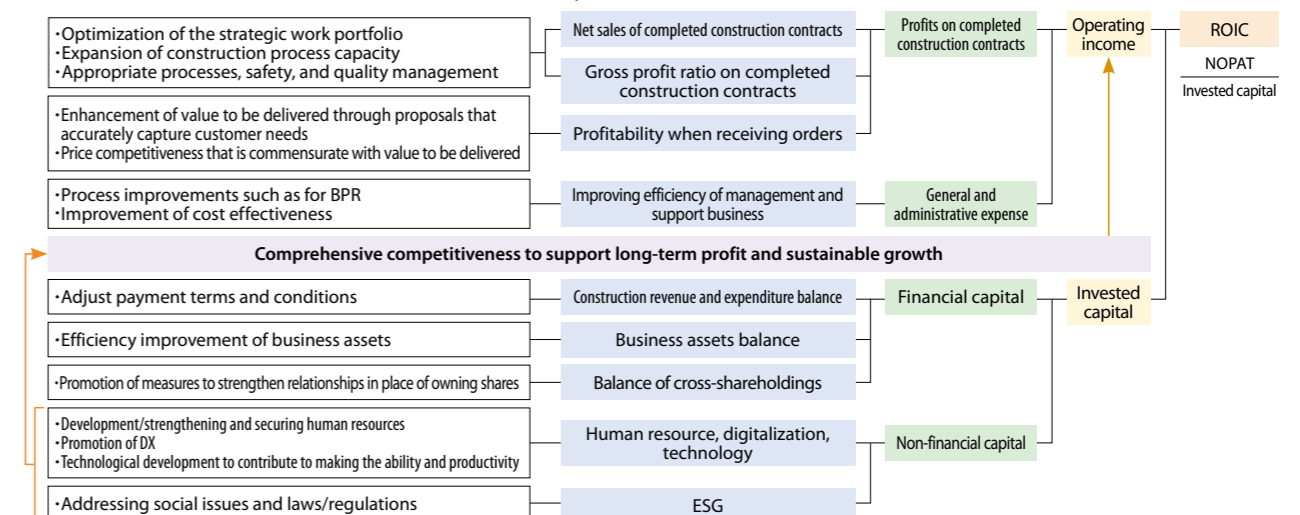 ·Optimization of the strategic work portfolio
·Expansion of construction process capacity
·Appropriate processes, safety, and quality management
Net sales of completed construction contracts
Gross profit ratio on completed
construction contracts
Profits on completed
construction contracts
Operating
income
ROIC
NOPAT
Invested capital
·Enhancement of value to be delivered through proposals that
accurately capture customer needs
·Price competitiveness that is commensurate with value to be delivered
Profitability when receiving orders
·Process improvements such as for BPR
·Improvement of cost effectiveness
Improving efficiency of management and
support business
General and
administrative expense
Comprehensive competitiveness to support long-term profit and sustainable growth
·Adjust payment terms and conditions
Construction revenue and expenditure balance
Financial capital
Invested
capital
·Efficiency improvement of business assets
Business assets balance
·Promotion of measures to strengthen relationships in place of owning shares
Balance of cross-shareholdings
·Development/strengthening and securing human resources
·Promotion of DX
·Technological development to contribute to making the ability and productivity
Human resource, digitalization,
technology
Non-financial capital
·Addressing social issues and laws/regulations
ESG